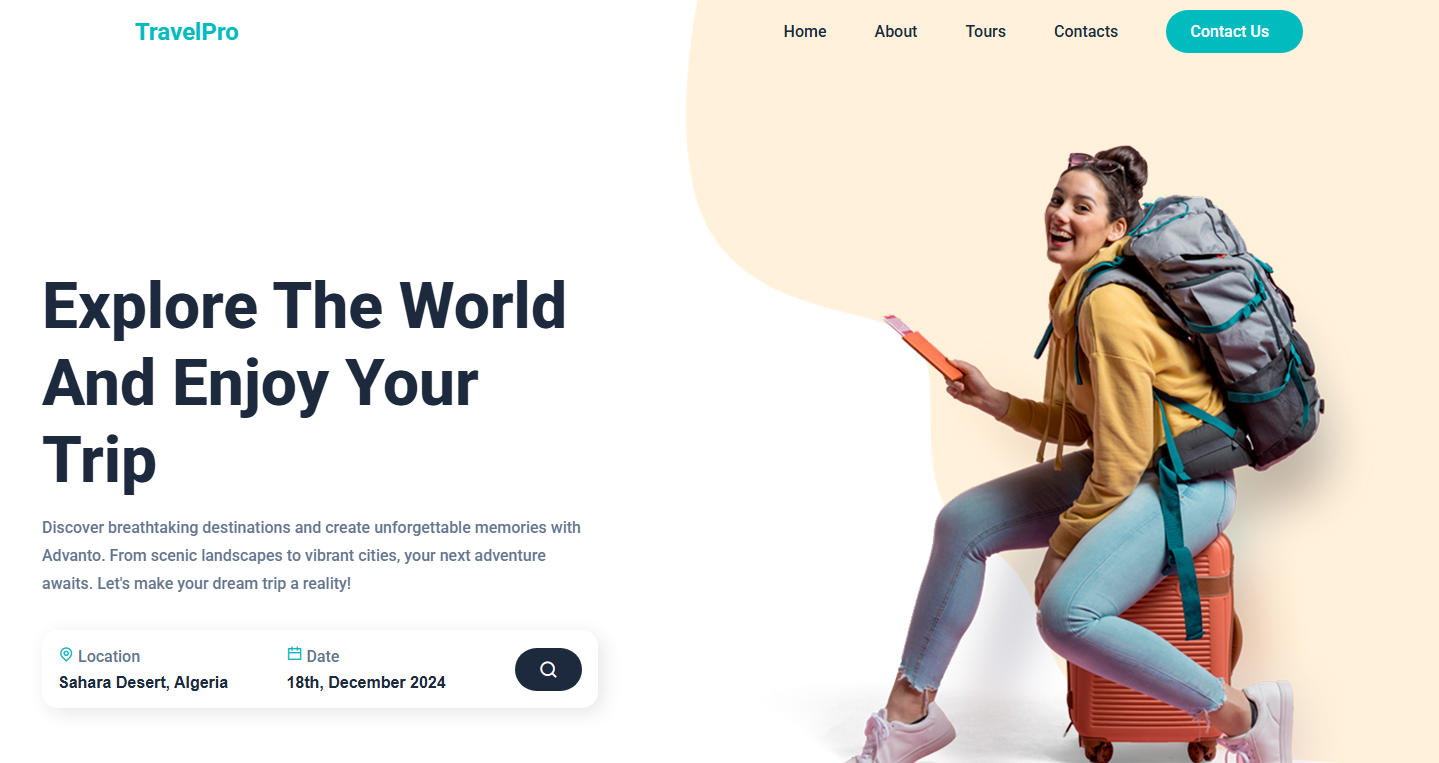 TravelPro
Home About Tours Contacts Contact Us
Explore The World
And Enjoy Your
Trip
Discover breathtaking destinations and create unforgettable memories with
Advanto. From scenic landscapes to vibrant cities, your next adventure
awaits. Let's make your dream trip a reality!
Location Date
Sahara Desert, Algeria 18th, December 2024